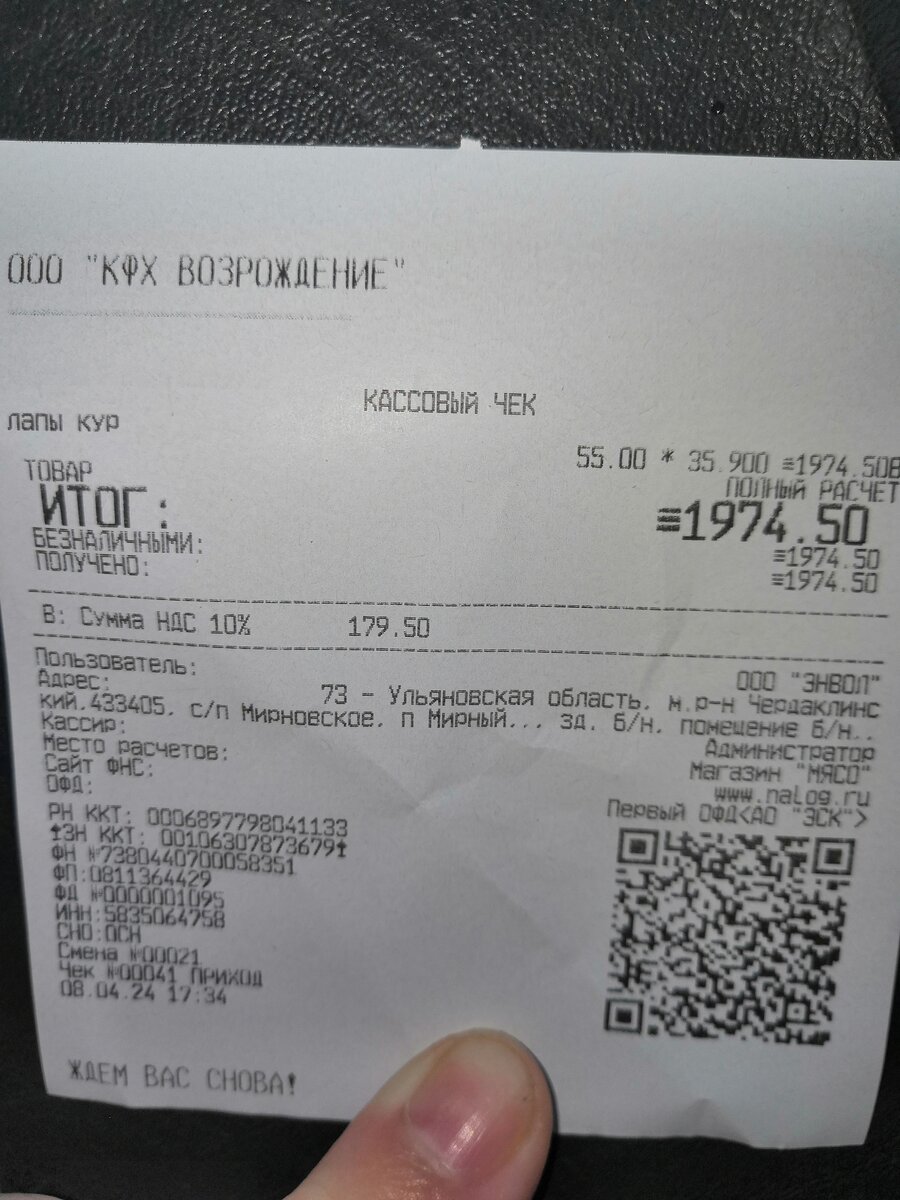 ООО "КФХ ВОЗРОЖДЕНИЕ"
КАССОВЫЙ ЧЕК
лапы кур
55.00 * 35.900 ≡1974.50В
ТОВАР ПОЛНЫЙ РАСЧЕТ
ИТОГ: ≡1974.50
БЕЗНАЛИЧНЫМИ: ≡1974.50
ПОЛУЧЕНО: ≡1974.50
В: Сумма НДС 10% 179.50
Пользователь: ООО "ЭНВОЛ"
Адрес: 73 - Ульяновская область, м.р-н Чердаклинс
кий,433405, с/п Мирновское, п Мирный,,, зд. б/н, помещение б/н,,
Кассир: Администратор
Место расчетов: Магазин "МЯСО"
Сайт ФНС: www.nalog.ru
ОФД: Первый ОФД<АО "ЭСК">
РН ККТ: 0006897798041133
ЗН ККТ: 00106307873679
ФН №7380440700058351
ФП:0811364429
ФД №0000001095
ИНН:5835064758
СНО:ОСН
Смена №00021
Чек №00041 ПРИХОД
08.04.24 17:34
ЖДЕМ ВАС СНОВА!